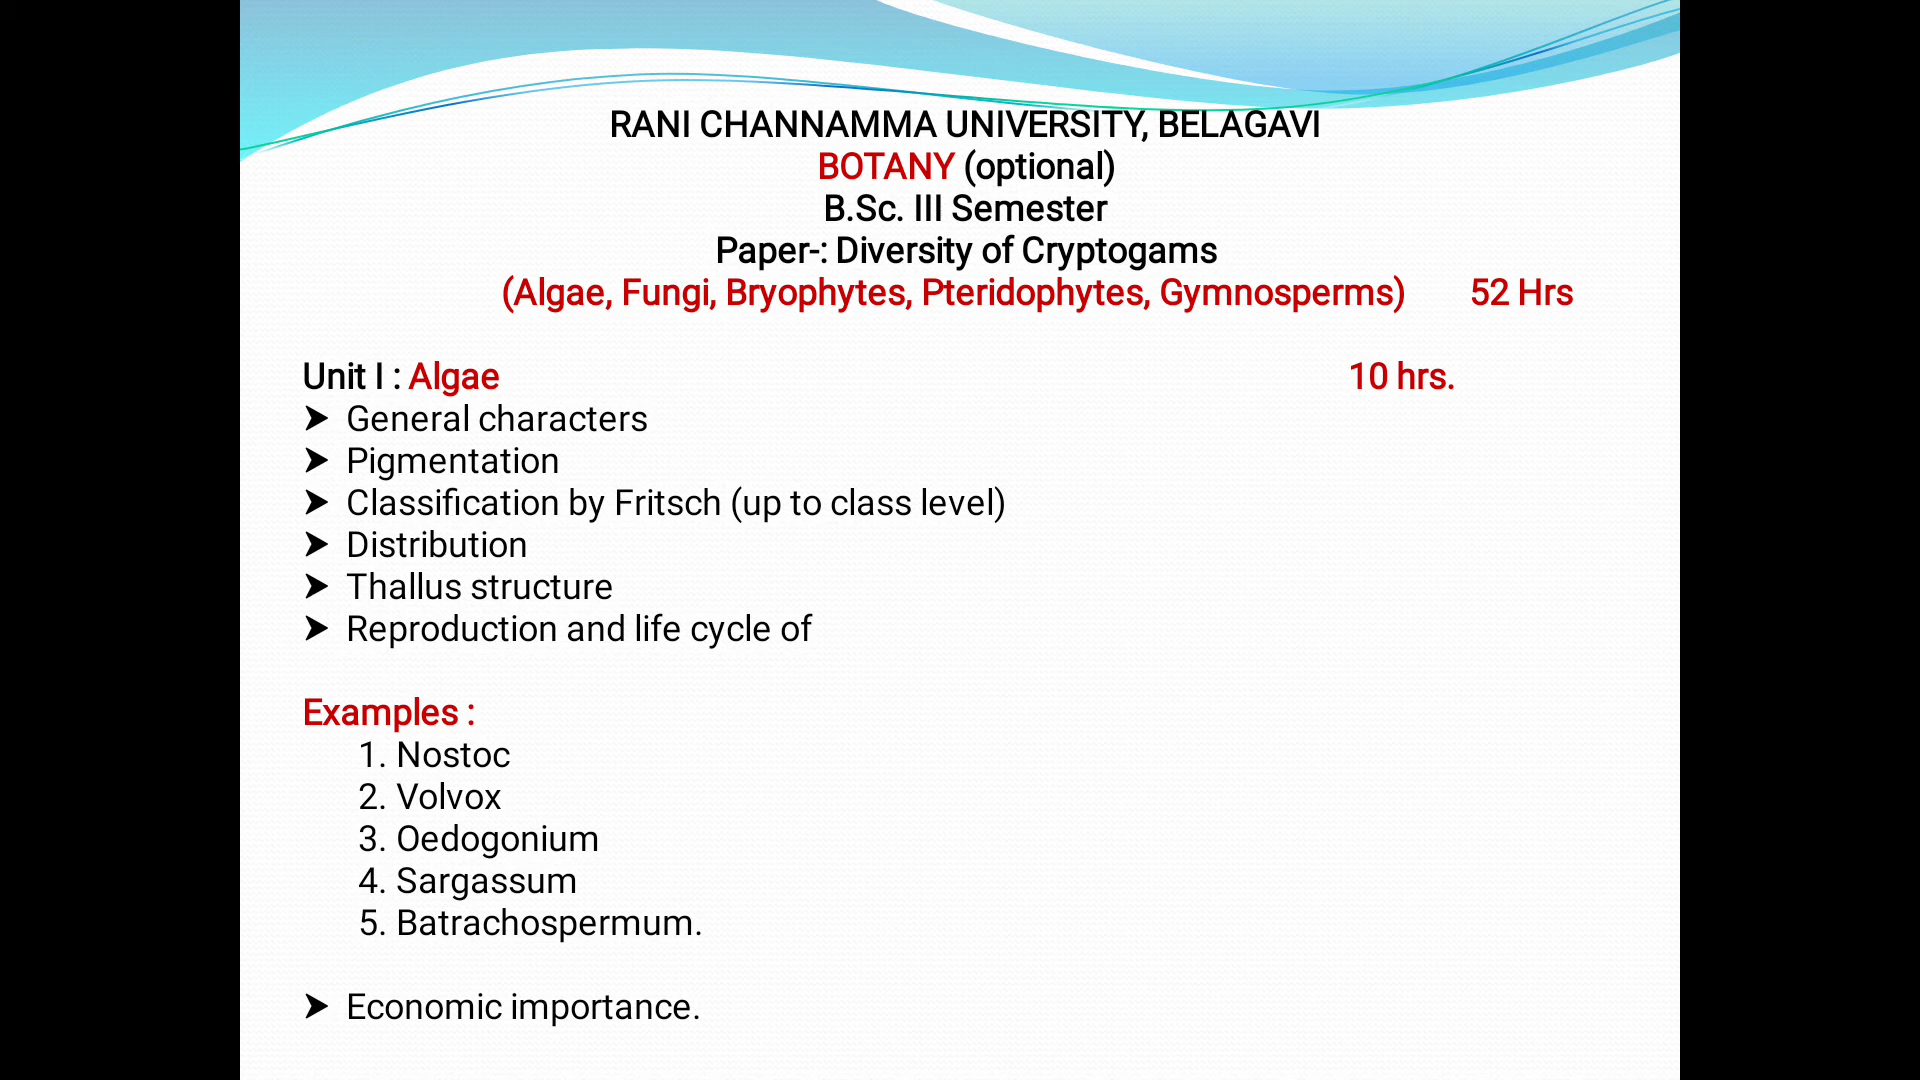 RANI CHANNAMMA UNIVERSITY, BELAGAVI
BOTANY (optional)
B.Sc. III Semester
Paper-: Diversity of Cryptogams
(Algae, Fungi, Bryophytes, Pteridophytes, Gymnosperms) 52 Hrs
Unit I : Algae 10 hrs.
➤ General characters
➤ Pigmentation
➤ Classification by Fritsch (up to class level)
➤ Distribution
➤ Thallus structure
➤ Reproduction and life cycle of
Examples :
1. Nostoc
2. Volvox
3. Oedogonium
4. Sargassum
5. Batrachospermum.
➤ Economic importance.